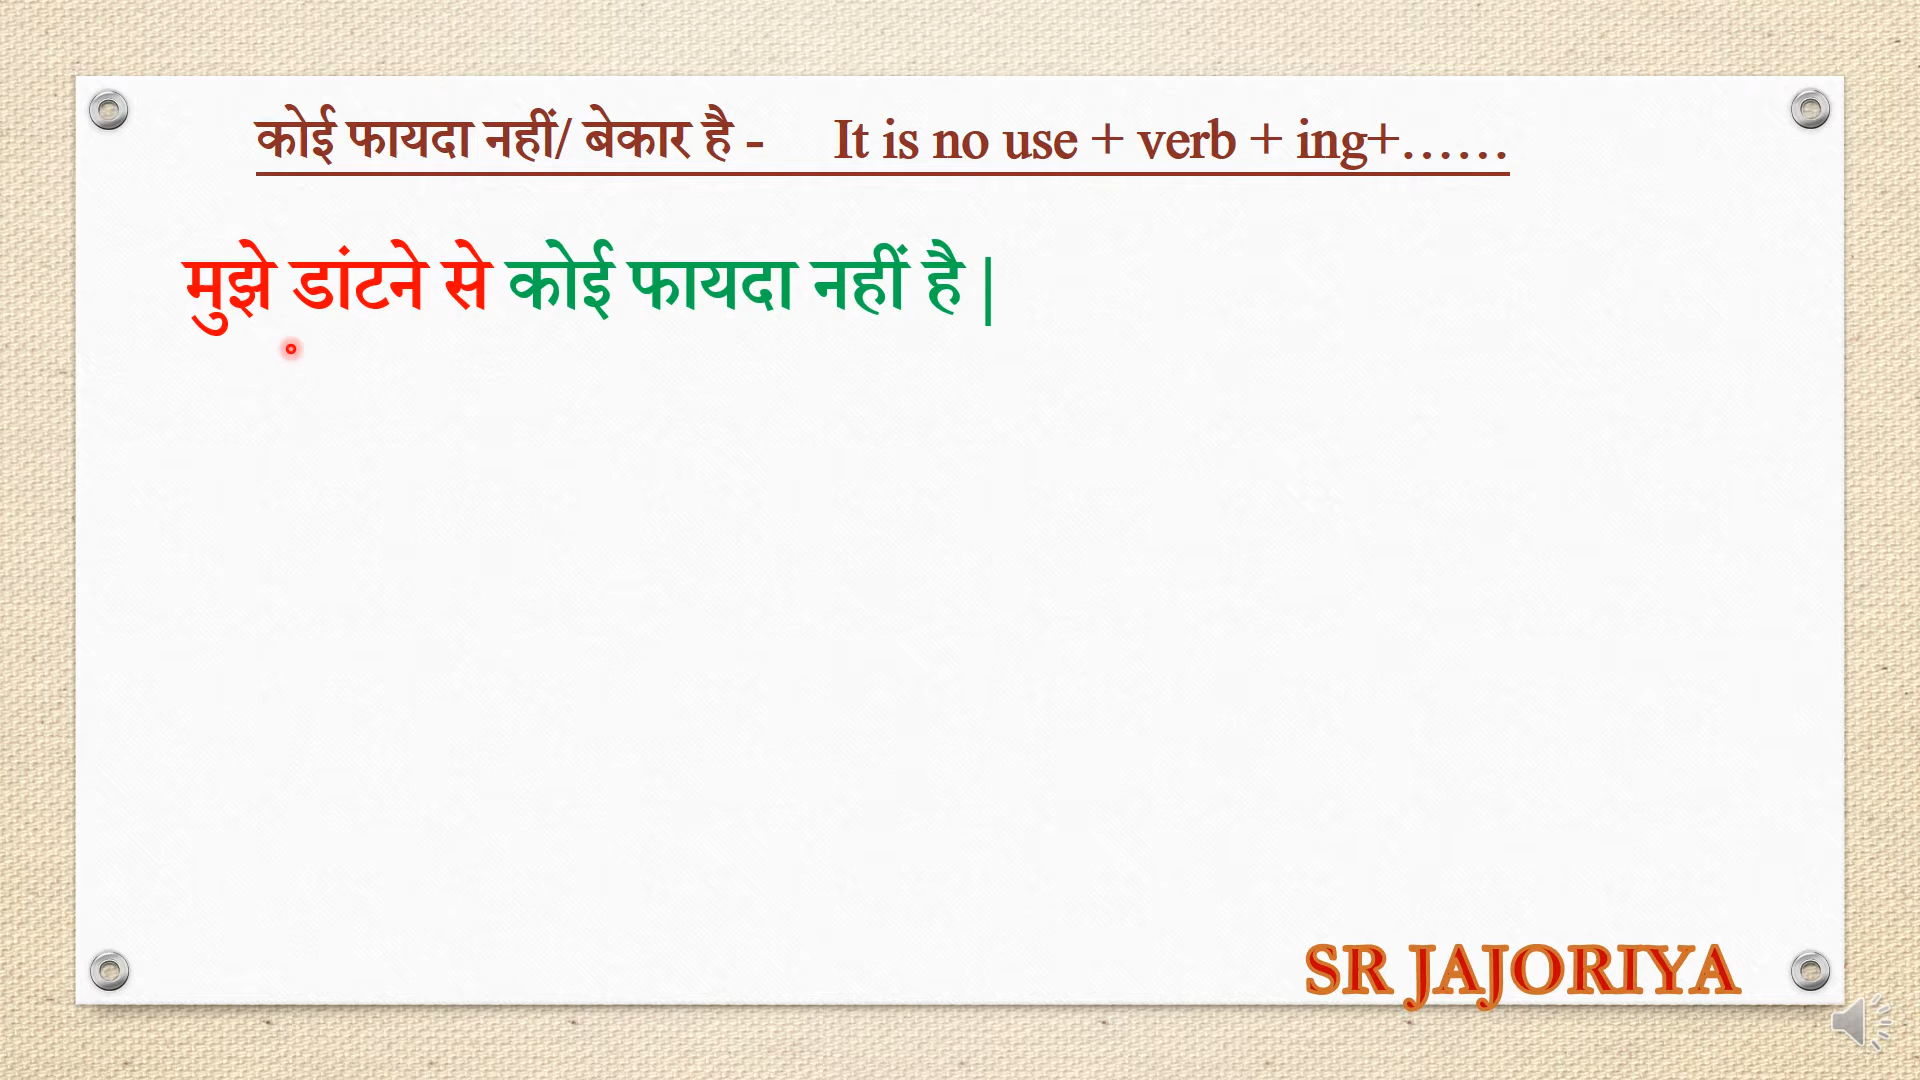 कोई फायदा नहीं/ बेकार है - It is no use + verb + ing+……
मुझे डांटने से कोई फायदा नहीं है |
SR JAJORIYA